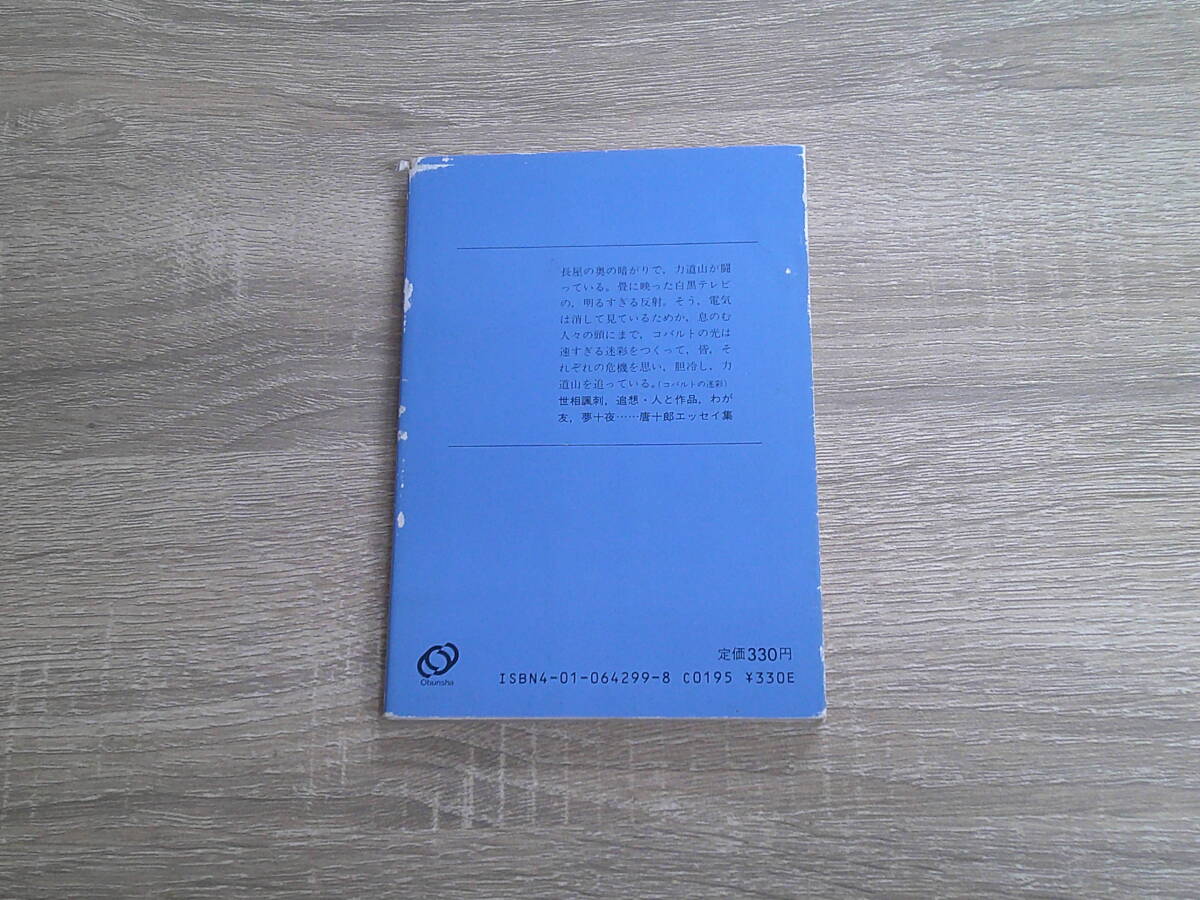 長屋の奥の暗がりで，力道山が闘
っている。畳に映った白黒テレビ
の，明るすぎる反射。そう，電気
は消して見ているためか，息のむ
人々の頭にまで，コバルトの光は
速すぎる迷彩をつくって，皆，そ
れぞれの危機を思い，胆冷し，力
道山を追っている。(コバルトの迷彩)
世相諷刺，追想・人と作品，わが
友，夢十夜……唐十郎エッセイ集
定価330円
Obunsha
ISBN4-01-064299-8 C0195 ¥330E